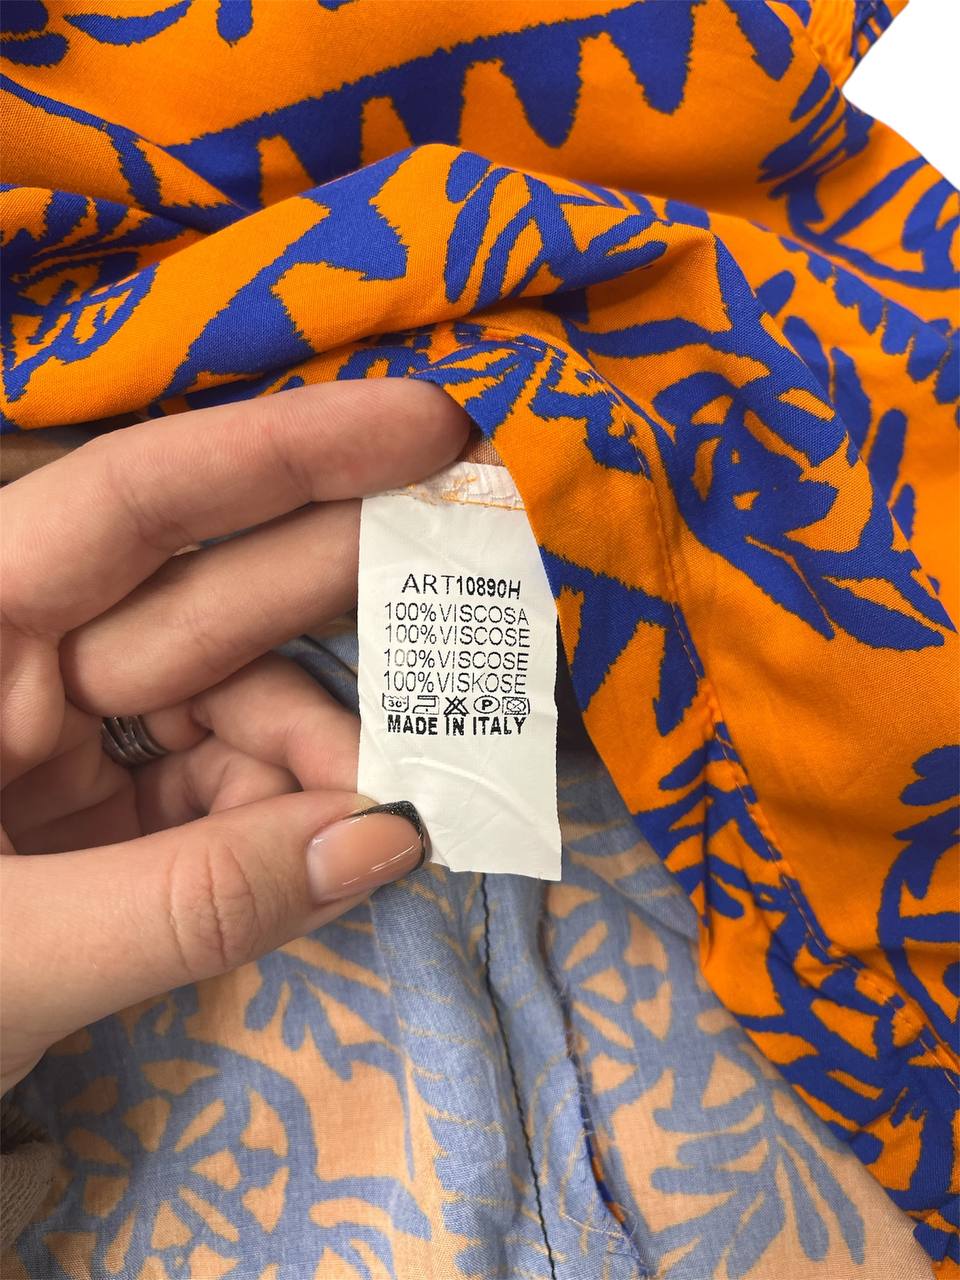 ART10890H
100%VISCOSA
100%VISCOSE
100%VISCOSE
100%VISKOSE
30° P
MADE IN ITALY